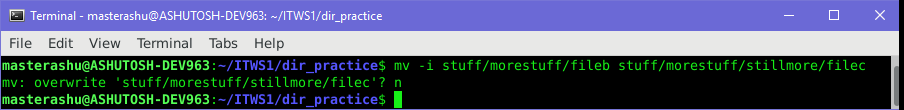 Terminal - masterashu@ASHUTOSH-DEV963: ~/ITWS1/dir_practice
File Edit View Terminal Tabs Help
masterashu@ASHUTOSH-DEV963:~/ITWS1/dir_practice$ mv -i stuff/morestuff/fileb stuff/morestuff/stillmore/filec
mv: overwrite 'stuff/morestuff/stillmore/filec'? n
masterashu@ASHUTOSH-DEV963:~/ITWS1/dir_practice$